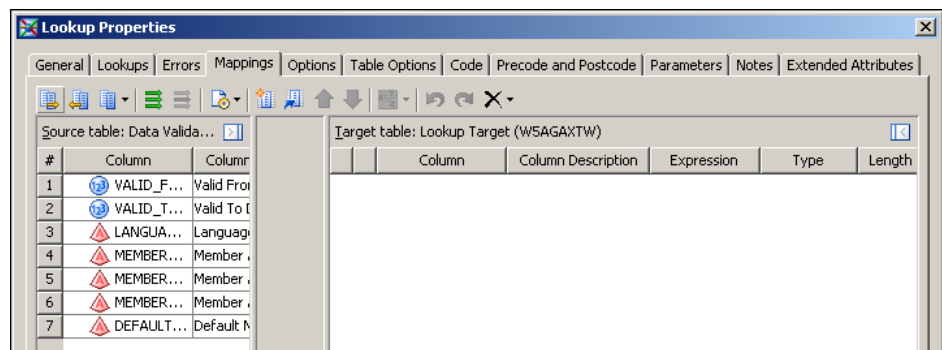 Lookup Properties
General Lookups Errors Mappings Options Table Options Code Precode and Postcode Parameters Notes Extended Attributes
Source table: Data Valida... Target table: Lookup Target (W5AGAXTW)
# Column Column Column Description Expression Type Length
1 VALID_F... Valid From
2 VALID_T... Valid To D
3 LANGUA... Language
4 MEMBER... Member
5 MEMBER... Member
6 MEMBER... Member
7 DEFAULT... Default M